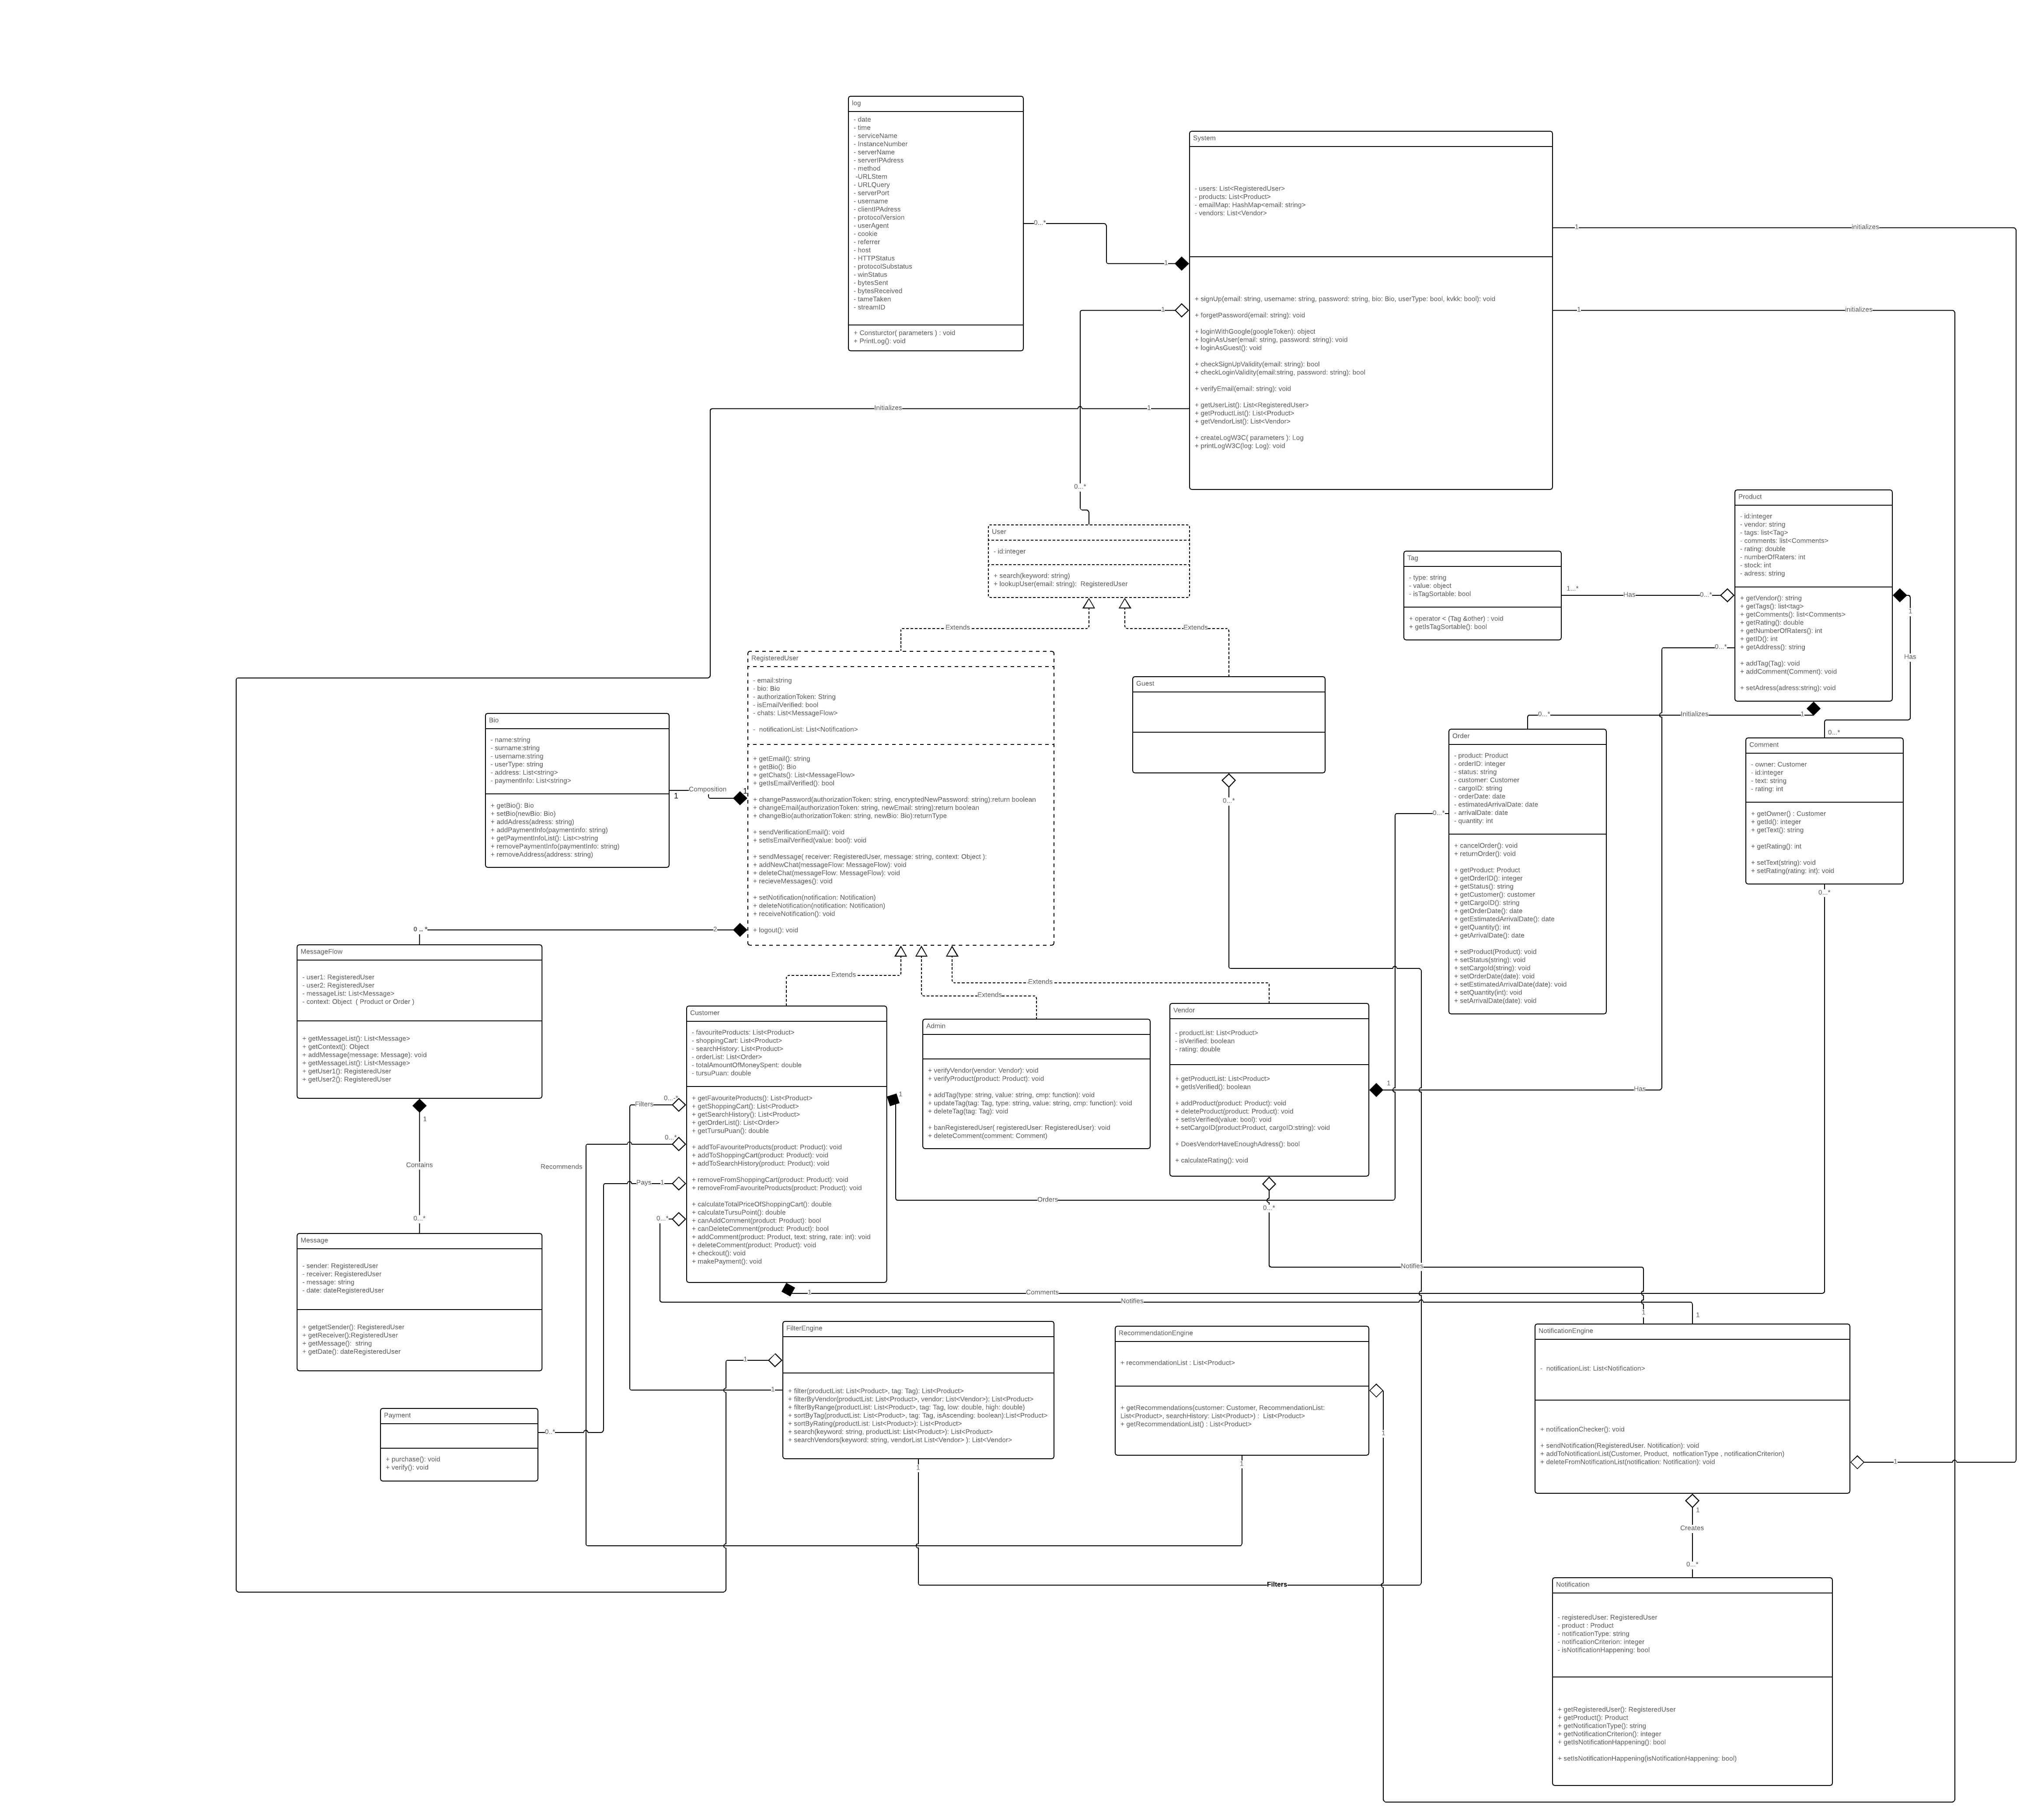 log
- date
- time
- serviceName
- InstanceNumber
- serverName
- serverIPAdress
- method
-URLStem
- URLQuery
- serverPort
- username
- clientIPAdress
- protocolVersion
- userAgent
- cookie
- referrer
- host
- HTTPStatus
- protocolSubstatus
- winStatus
- bytesSent
- bytesReceived
- tameTaken
- streamID
+ Consturctor( parameters ) : void
+ PrintLog(): void
0...*
1
System
- users: List<RegisteredUser>
- products: List<Product>
- emailMap: HashMap<email: string>
- vendors: List<Vendor>
+ signUp(email: string, username: string, password: string, bio: Bio, userType: bool, kvkk: bool): void
+ forgetPassword(email: string): void
+ loginWithGoogle(googleToken): object
+ loginAsUser(email: string, password: string): void
+ loginAsGuest(): void
+ checkSignUpValidity(email: string): bool
+ checkLoginValidity(email:string, password: string): bool
+ verifyEmail(email: string): void
+ getUserList(): List<RegisteredUser>
+ getProductList(): List<Product>
+ getVendorList(): List<Vendor>
+ createLogW3C( parameters ): Log
+ printLogW3C(log: Log): void
1
Initializes
1
Initializes
1
Initializes
1
0...*
User
- id:integer
+ search(keyword: string)
+ lookupUser(email: string):  RegisteredUser
Extends
Extends
Tag
- type: string
- value: object
- isTagSortable: bool
+ operator < (Tag &other) : void
+ getIsTagSortable(): bool
1...*
Has
0...*
Product
- id:integer
- vendor: string
- tags: list<Tag>
- comments: list<Comments>
- rating: double
- numberOfRaters: int
- stock: int
- adress: string
+ getVendor(): string
+ getTags(): list<tag>
+ getComments(): list<Comments>
+ getRating(): double
+ getNumberOfRaters(): int
+ getID(): int
+ getAddress(): string
+ addTag(Tag): void
+ addComment(Comment): void
+ setAdress(adress:string): void
0...*
1
Has
0...*
0...*
Initializes
1
RegisteredUser
- email:string
- bio: Bio
- authorizationToken: String
- isEmailVerified: bool
- chats: List<MessageFlow>
-  notificationList: List<Notification>
+ getEmail(): string
+ getBio(): Bio
+ getChats(): List<MessageFlow>
+ getIsEmailVerified(): bool
+ changePassword(authorizationToken: string, encryptedNewPassword: string):return boolean
+ changeEmail(authorizationToken: string, newEmail: string):return boolean
+ changeBio(authorizationToken: string, newBio: Bio):returnType
+ sendVerificationEmail(): void
+ setIsEmailVerified(value: bool): void
+ sendMessage( receiver: RegisteredUser, message: string, context: Object ):
+ addNewChat(messageFlow: MessageFlow): void
+ deleteChat(messageFlow: MessageFlow): void
+ recieveMessages(): void
+ setNotification(notification: Notification)
+ deleteNotification(notification: Notification)
+ receiveNotification(): void
+ logout(): void
Guest
0...*
Bio
- name:string
- surname:string
- username:string
- userType: string
- address: List<string>
- paymentInfo: List<string>
+ getBio(): Bio
+ setBio(newBio: Bio)
+ addAdress(adress: string)
+ addPaymentInfo(paymentinfo: string)
+ getPaymentInfoList(): List<>string
+ removePaymentInfo(paymentInfo: string)
+ removeAddress(address: string)
1
Composition
1
Order
- product: Product
- orderID: integer
- status: string
- customer: Customer
- cargoID: string
- orderDate: date
- estimatedArrivalDate: date
- arrivalDate: date
- quantity: int
+ cancelOrder(): void
+ returnOrder(): void
+ getProduct: Product
+ getOrderID(): integer
+ getStatus(): string
+ getCustomer(): customer
+ getCargoID(): string
+ getOrderDate(): date
+ getEstimatedArrivalDate(): date
+ getQuantity(): int
+ getArrivalDate(): date
+ setProduct(Product): void
+ setStatus(string): void
+ setCargoId(string): void
+ setOrderDate(date): void
+ setEstimatedArrivalDate(date): void
+ setQuantity(int): void
+ setArrivalDate(date): void
0...*
Comment
- owner: Customer
- id:integer
- text: string
- rating: int
+ getOwner() : Customer
+ getId(): integer
+ getText(): string
+ getRating(): int
+ setText(string): void
+ setRating(rating: int): void
0...*
0 .. *
2
MessageFlow
- user1: RegisteredUser
- user2: RegisteredUser
- messageList: List<Message>
- context: Object  ( Product or Order )
+ getMessageList(): List<Message>
+ getContext(): Object
+ addMessage(message: Message): void
+ getMessageList(): List<Message>
+ getUser1(): RegisteredUser
+ getUser2(): RegisteredUser
1
Contains
0...*
Extends
Extends
Extends
Customer
- favouriteProducts: List<Product>
- shoppingCart: List<Product>
- searchHistory: List<Product>
- orderList: List<Order>
- totalAmountOfMoneySpent: double
- tursuPuan: double
+ getFavouriteProducts(): List<Product>
+ getShoppingCart(): List<Product>
+ getSearchHistory(): List<Product>
+ getOrderList(): List<Order>
+ getTursuPuan(): double
+ addToFavouriteProducts(product: Product): void
+ addToShoppingCart(product: Product): void
+ addToSearchHistory(product: Product): void
+ removeFromShoppingCart(product: Product): void
+ removeFromFavouriteProducts(product: Product): void
+ calculateTotalPriceOfShoppingCart(): double
+ calculateTursuPoint(): double
+ canAddComment(product: Product): bool
+ canDeleteComment(product: Product): bool
+ addComment(product: Product, text: string, rate: int): void
+ deleteComment(product: Product): void
+ checkout(): void
+ makePayment(): void
Filters
0...*
0...*
Recommends
Pays
1
0...*
1
Admin
+ verifyVendor(vendor: Vendor): void
+ verifyProduct(product: Product): void
+ addTag(type: string, value: string, cmp: function): void
+ updateTag(tag: Tag, type: string, value: string, cmp: function): void
+ deleteTag(tag: Tag): void
+ banRegisteredUser( registeredUser: RegisteredUser): void
+ deleteComment(comment: Comment)
Vendor
- productList: List<Product>
- isVerified: boolean
- rating: double
+ getProductList: List<Product>
+ getIsVerified(): boolean
+ addProduct(product: Product): void
+ deleteProduct(product: Product): void
+ setIsVerified(value: bool): void
+ setCargoID(product:Product, cargoID:string): void
+ DoesVendorHaveEnoughAdress(): bool
+ calculateRating(): void
1
Has
Orders
0...*
Notifies
1
Comments
Notifies
1
1
Message
- sender: RegisteredUser
- receiver: RegisteredUser
- message: string
- date: dateRegisteredUser
+ getgetSender(): RegisteredUser
+ getReceiver():RegisteredUser
+ getMessage():  string
+ getDate(): dateRegisteredUser
FilterEngine
+ filter(productList: List<Product>, tag: Tag): List<Product>
+ filterByVendor(productList: List<Product>, vendor: List<Vendor>): List<Product>
+ filterByRange(productList: List<Product>, tag: Tag, low: double, high: double)
+ sortByTag(productList: List<Product>, tag: Tag, isAscending: boolean):List<Product>
+ sortByRating(productList: List<Product>): List<Product>
+ search(keyword: string, productList: List<Product>): List<Product>
+ searchVendors(keyword: string, vendorList List<Vendor> ): List<Vendor>
1
1
1
RecommendationEngine
+ recommendationList : List<Product>
+ getRecommendations(customer: Customer, RecommendationList:
List<Product>, searchHistory: List<Product>) :  List<Product>
+ getRecommendationList() : List<Product>
1
1
NotificationEngine
-  notificationList: List<Notification>
+ notificationChecker(): void
+ sendNotification(RegisteredUser. Notification): void
+ addToNotificationList(Customer, Product,  notficationType , notificationCriterion)
+ deleteFromNotificationList(notification: Notification): void
1
1
Creates
0...*
Payment
+ purchase(): void
+ verify(): void
0..*
Filters
Notification
- registeredUser: RegisteredUser
- product : Product
- notificationType: string
- notificationCriterion: integer
- isNotificationHappening: bool
+ getRegisteredUser(): RegisteredUser
+ getProduct(): Product
+ getNotificationType(): string
+ getNotificationCriterion(): integer
+ getIsNotificationHappening(): bool
+ setIsNotificationHappening(isNotificationHappening: bool)